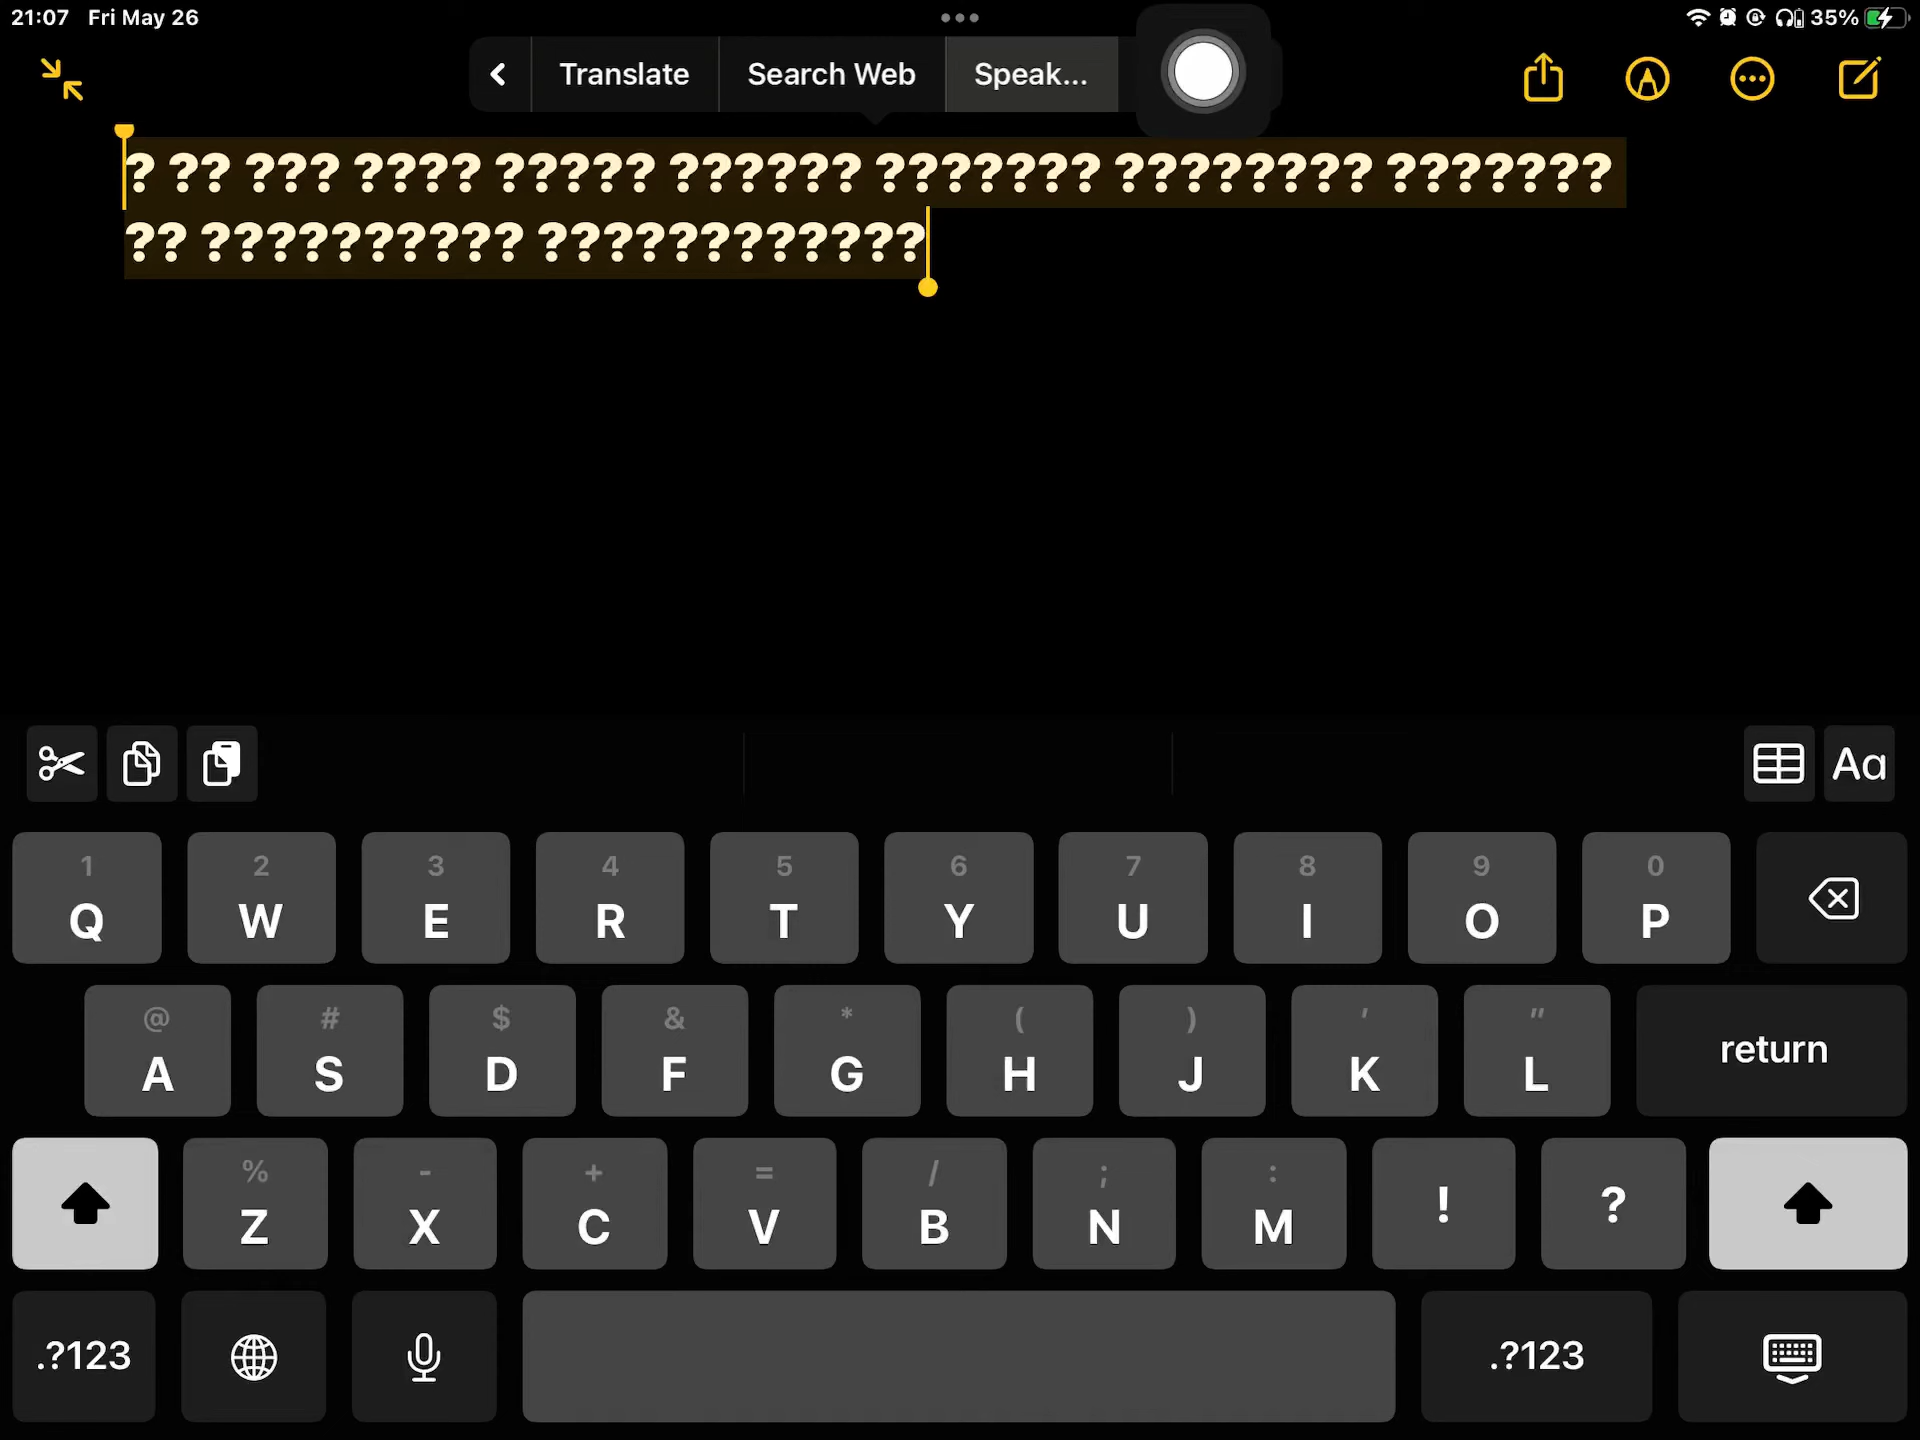 21:07 Fri May 26 35%
Translate Search Web Speak...
? ?? ??? ???? ????? ?????? ??????? ???????? ???????
?? ?????????? ????????????
Aa
1 2 3 4 5 6 7 8 9 0
Q W E R T Y U I O P
@ # $ & * ( ) ' "
A S D F G H J K L return
% - + = / ; :
Z X C V B N M ! ?
.?123 .?123